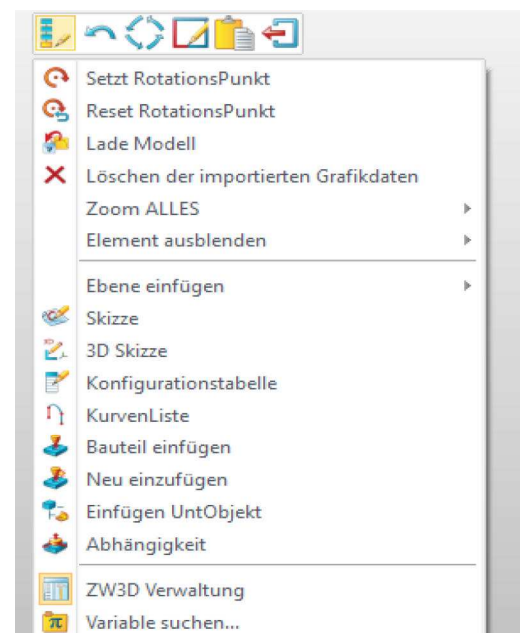 Setzt RotationsPunkt
Reset RotationsPunkt
Lade Modell
Löschen der importierten Grafikdaten
Zoom ALLES
Element ausblenden
Ebene einfügen
Skizze
3D Skizze
Konfigurationstabelle
KurvenListe
Bauteil einfügen
Neu einzufügen
Einfügen UntObjekt
Abhängigkeit
ZW3D Verwaltung
Variable suchen...